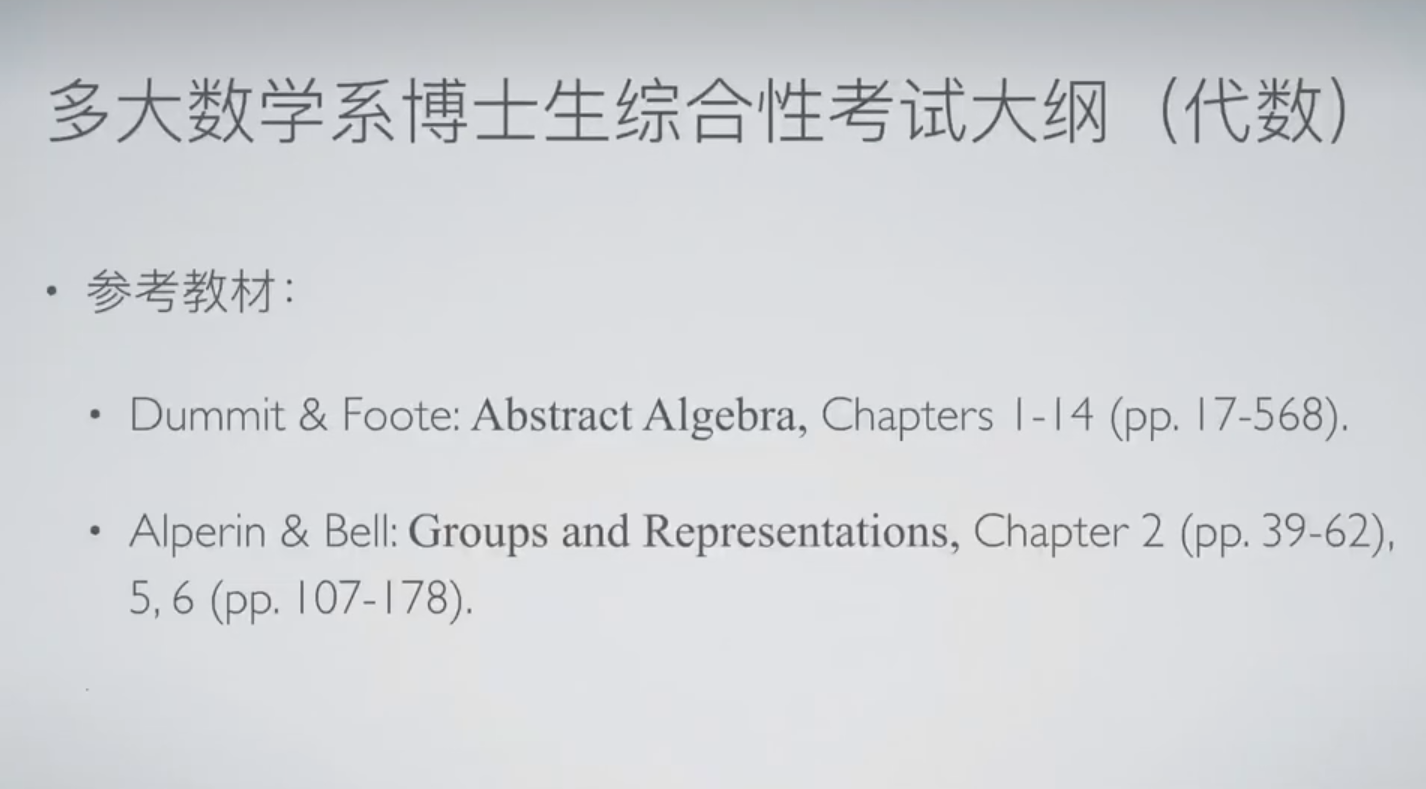 多大数学系博士生综合性考试大纲（代数）
• 参考教材：
• Dummit & Foote: Abstract Algebra, Chapters 1-14 (pp. 17-568).
• Alperin & Bell: Groups and Representations, Chapter 2 (pp. 39-62),
5, 6 (pp. 107-178).